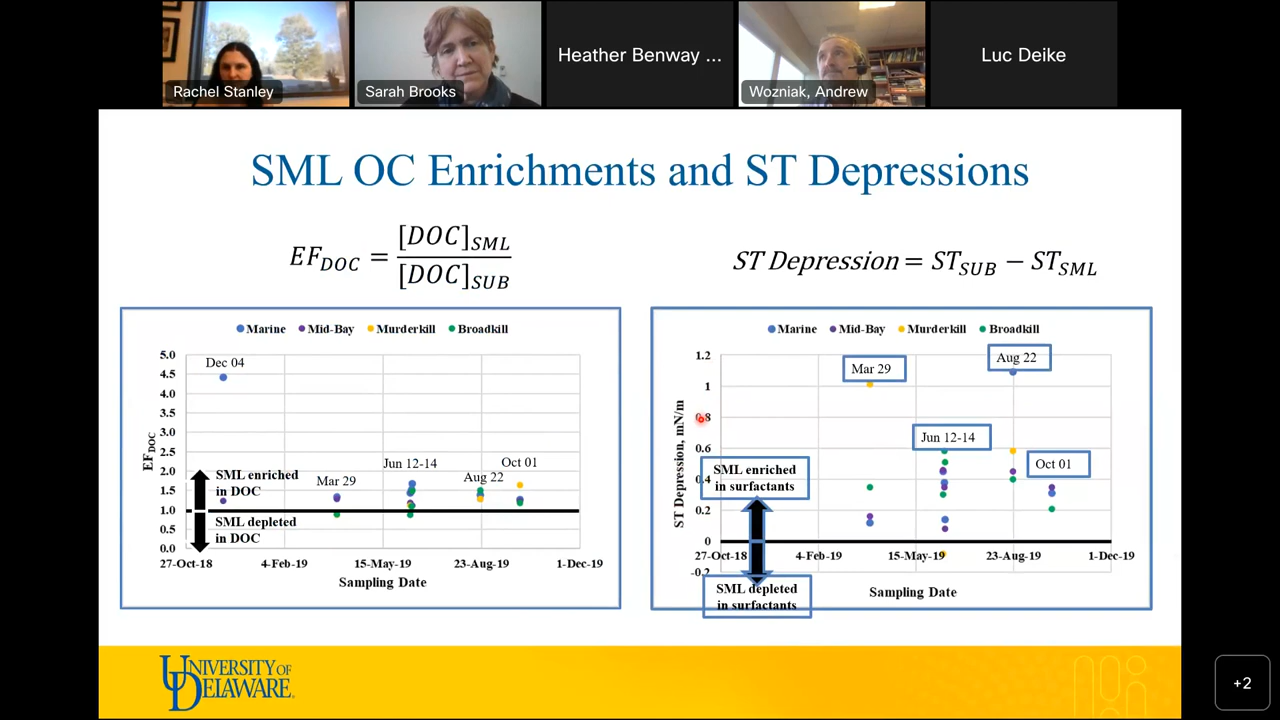 Rachel Stanley
Sarah Brooks
Heather Benway ...
Wozniak, Andrew
Luc Deike
SML OC Enrichments and ST Depressions
EF_DOC = [DOC]_SML / [DOC]_SUB
ST Depression = ST_SUB − ST_SML
Marine Mid-Bay Murderkill Broadkill
5.0
4.5
4.0
3.5
3.0
2.5
2.0
1.5
1.0
0.5
0.0
EF_DOC
Dec 04
Mar 29
Jun 12-14
Aug 22
Oct 01
SML enriched
in DOC
SML depleted
in DOC
27-Oct-18 4-Feb-19 15-May-19 23-Aug-19 1-Dec-19
Sampling Date
Marine Mid-Bay Murderkill Broadkill
1.2
1
0.8
0.6
0.4
0.2
0
-0.2
ST Depression, mN/m
Mar 29
Aug 22
Jun 12-14
Oct 01
SML enriched
in surfactants
27-Oct-18 4-Feb-19 15-May-19 23-Aug-19 1-Dec-19
SML depleted
in surfactants
Sampling Date
UNIVERSITY OF
DELAWARE
+2